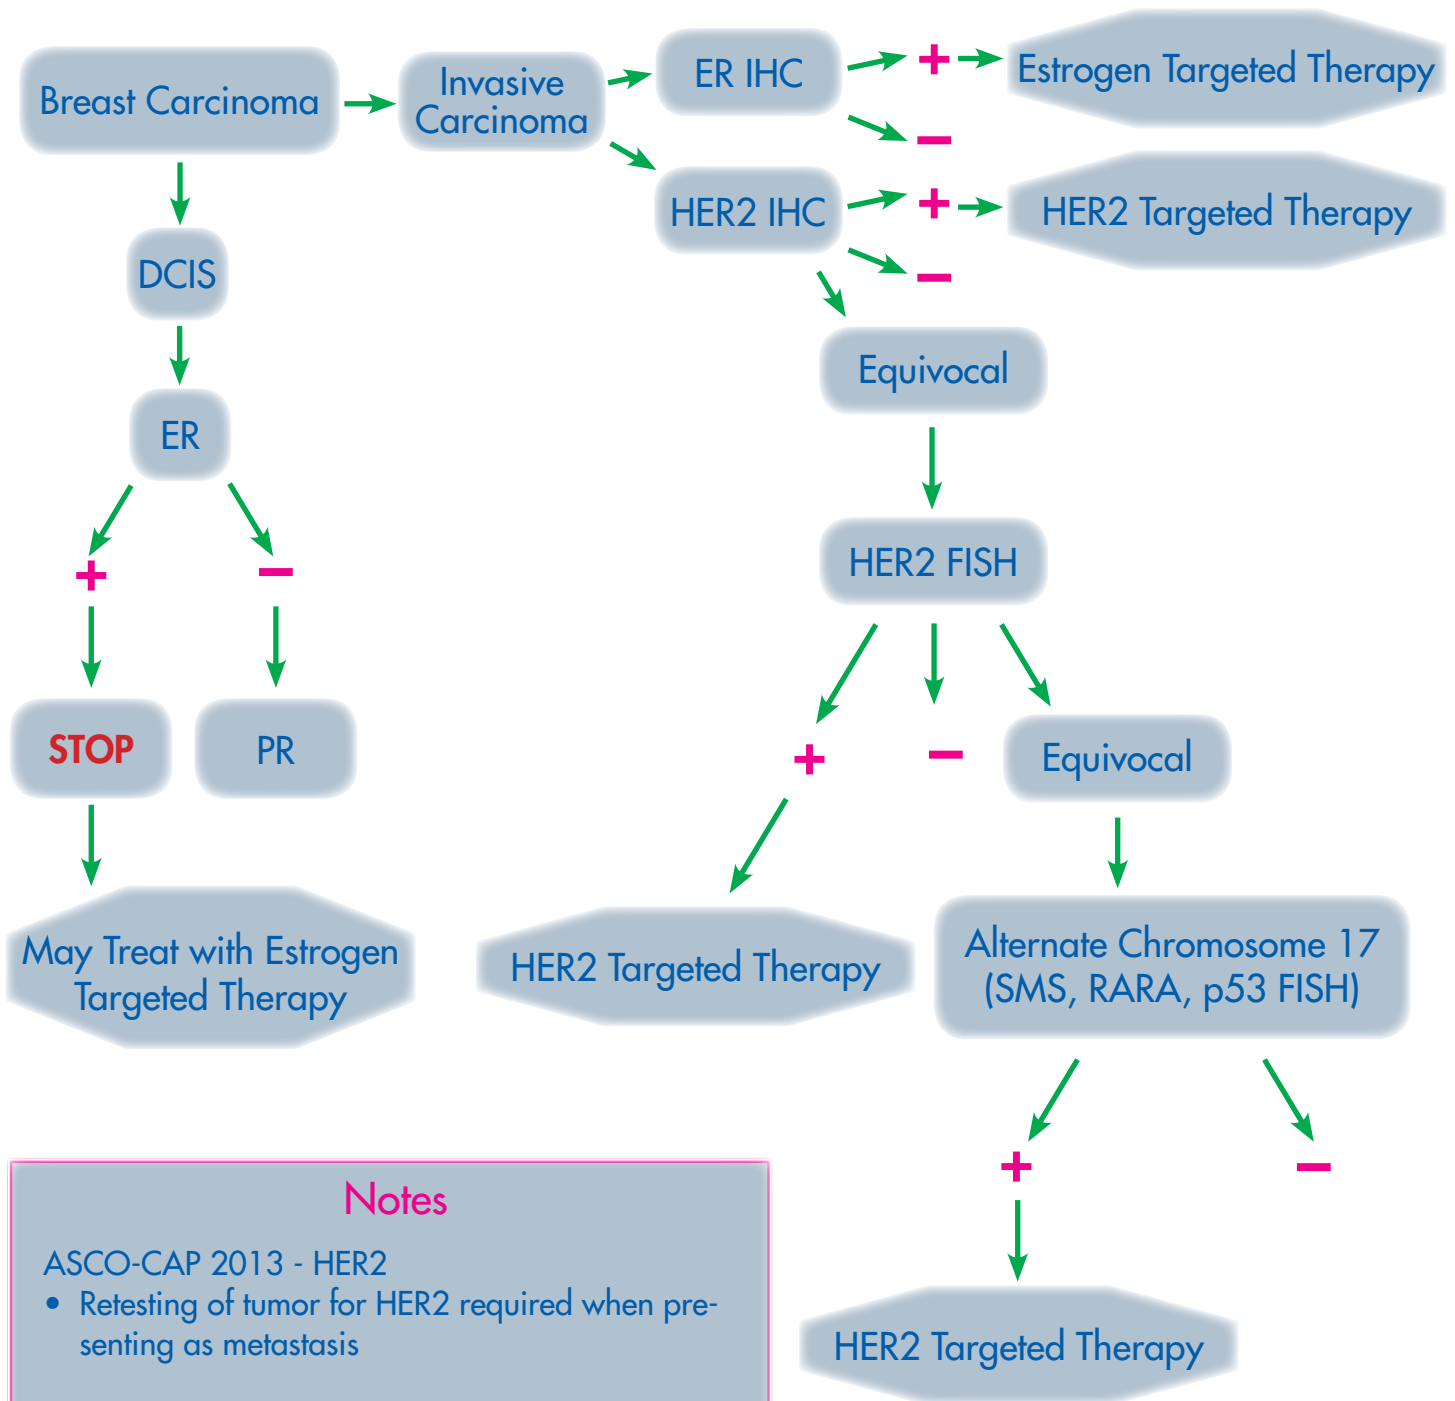 Breast Carcinoma
Invasive
Carcinoma
ER IHC
+
Estrogen Targeted Therapy
−
HER2 IHC
+
HER2 Targeted Therapy
−
DCIS
Equivocal
ER
HER2 FISH
+
−
STOP
PR
+
−
Equivocal
May Treat with Estrogen
Targeted Therapy
HER2 Targeted Therapy
Alternate Chromosome 17
(SMS, RARA, p53 FISH)
+
−
HER2 Targeted Therapy
Notes
ASCO-CAP 2013 - HER2
• Retesting of tumor for HER2 required when pre-
senting as metastasis